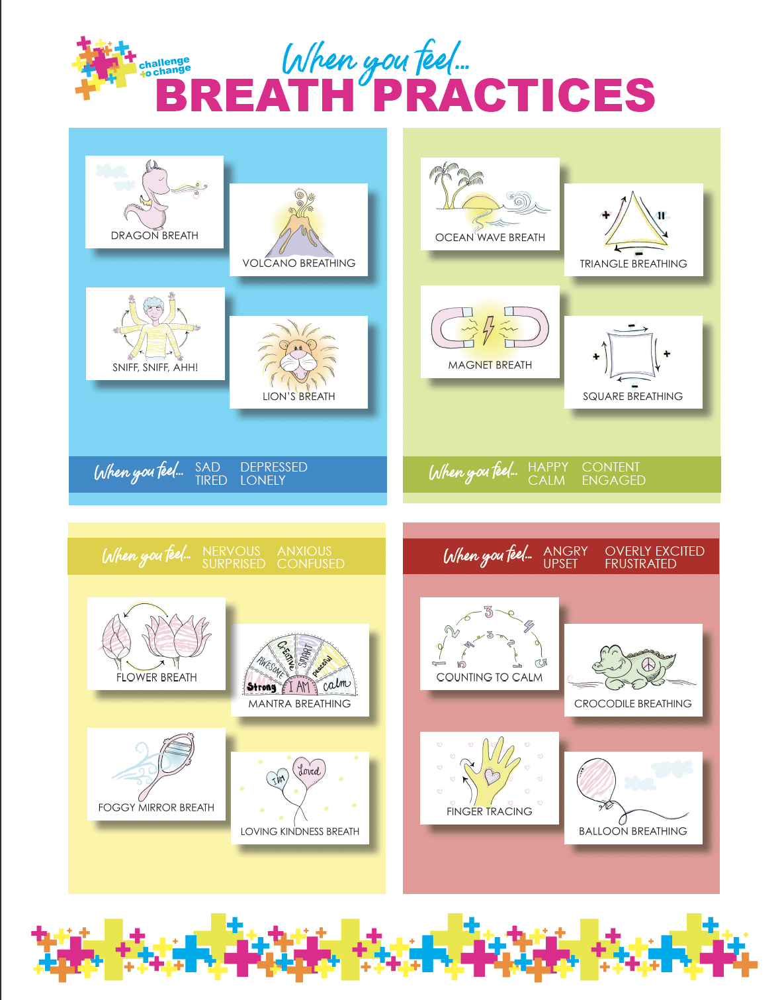 challenge
to change
When you feel...
BREATH PRACTICES
DRAGON BREATH
VOLCANO BREATHING
SNIFF, SNIFF, AHH!
LION'S BREATH
When you feel...
SAD
DEPRESSED
TIRED
LONELY
OCEAN WAVE BREATH
+
=
-
TRIANGLE BREATHING
MAGNET BREATH
-
+
+
-
SQUARE BREATHING
When you feel...
HAPPY
CONTENT
CALM
ENGAGED
When you feel...
NERVOUS
ANXIOUS
SURPRISED
CONFUSED
FLOWER BREATH
Strong
AWESOME
Creative
SMART
Peaceful
calm
I AM
MANTRA BREATHING
FOGGY MIRROR BREATH
I AM
Loved
LOVING KINDNESS BREATH
When you feel...
ANGRY
OVERLY EXCITED
UPSET
FRUSTRATED
1 2 3 4 5
5 4 3 2 1
COUNTING TO CALM
CROCODILE BREATHING
FINGER TRACING
BALLOON BREATHING